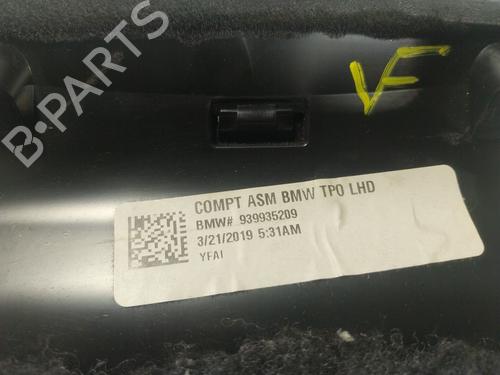 B-PARTS
VF
COMPT ASM BMW TPO LHD
BMW# 939935209
3/21/2019 5:31AM
YFAI